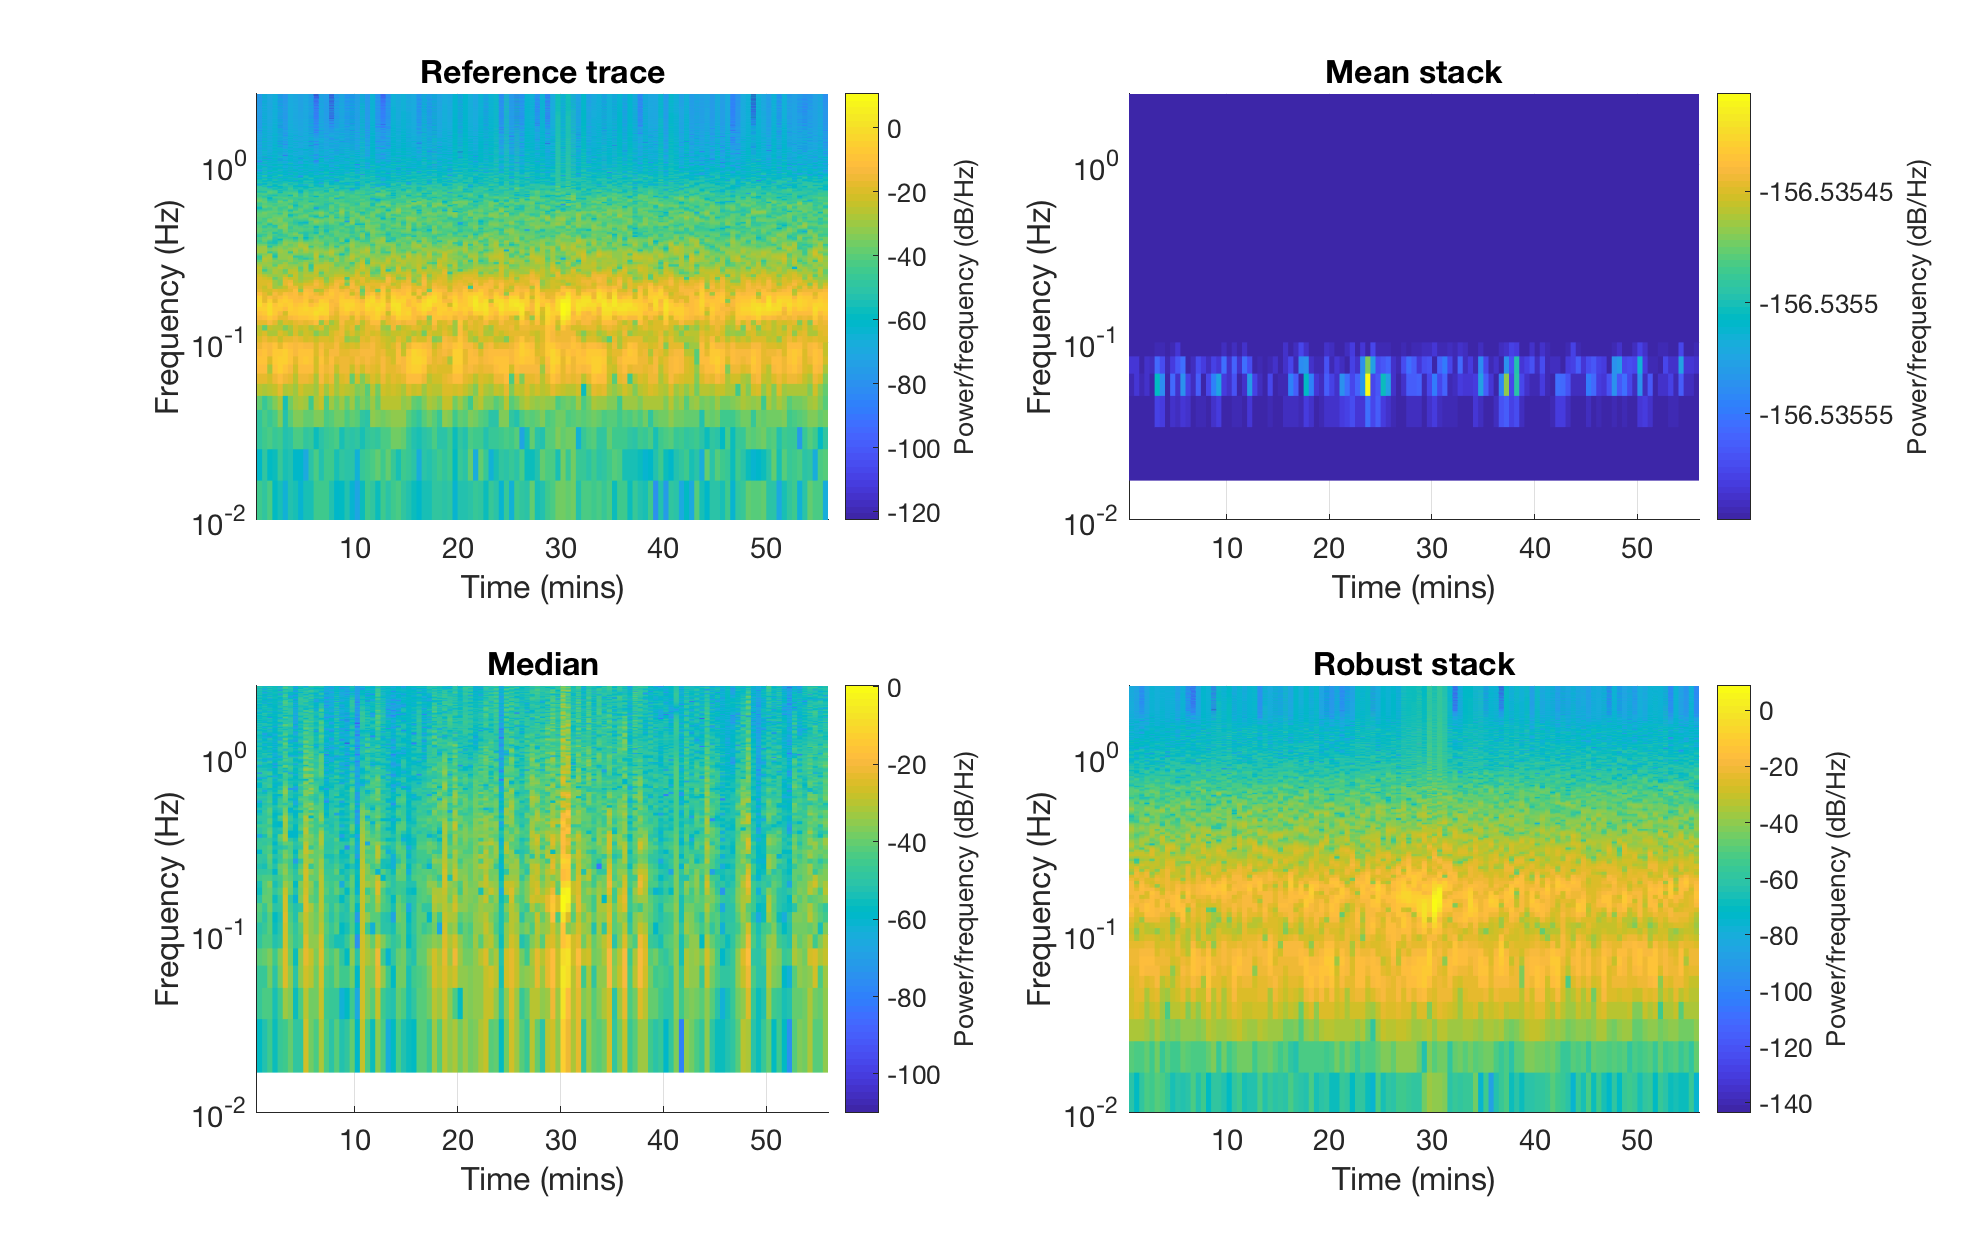 Reference trace
10^0
10^-1
10^-2
Frequency (Hz)
10 20 30 40 50
Time (mins)
0
-20
-40
-60
-80
-100
-120
Power/frequency (dB/Hz)
Mean stack
10^0
10^-1
10^-2
Frequency (Hz)
10 20 30 40 50
Time (mins)
-156.53545
-156.5355
-156.53555
Power/frequency (dB/Hz)
Median
10^0
10^-1
10^-2
Frequency (Hz)
10 20 30 40 50
Time (mins)
0
-20
-40
-60
-80
-100
Power/frequency (dB/Hz)
Robust stack
10^0
10^-1
10^-2
Frequency (Hz)
10 20 30 40 50
Time (mins)
0
-20
-40
-60
-80
-100
-120
-140
Power/frequency (dB/Hz)